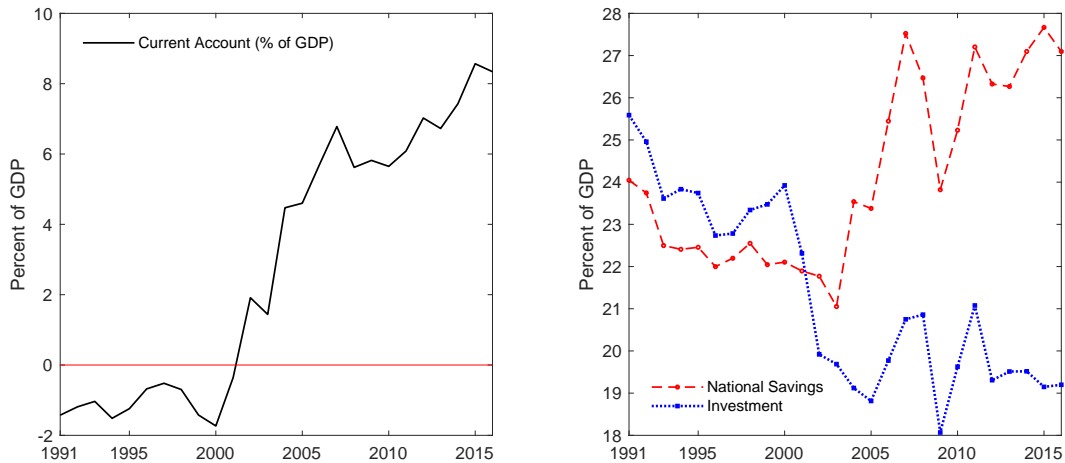 10
8
6
4
2
0
-2
Percent of GDP
Current Account (% of GDP)
1991 1995 2000 2005 2010 2015
28
27
26
25
24
23
22
21
20
19
18
Percent of GDP
National Savings
Investment
1991 1995 2000 2005 2010 2015